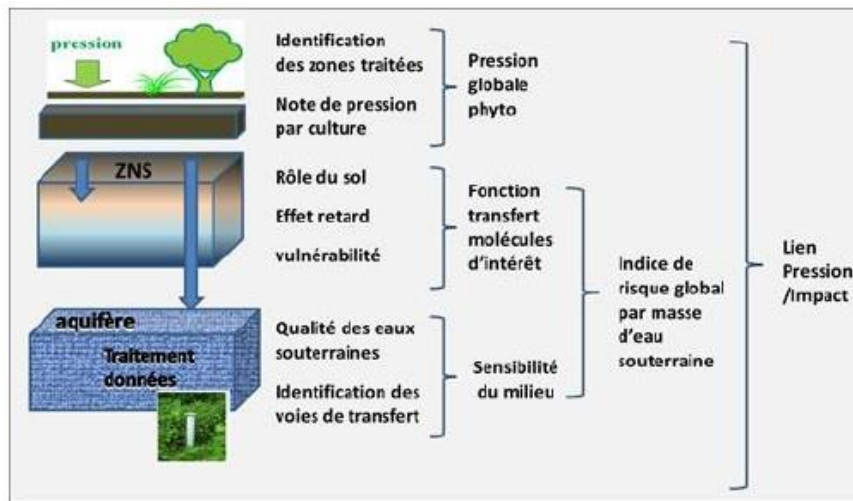 pression
Identification
des zones traitées
Note de pression
par culture
Pression
globale
phyto
ZNS
Rôle du sol
Effet retard
vulnérabilité
Fonction
transfert
molécules
d'intérêt
aquifère
Traitement
données
Qualité des eaux
souterraines
Identification des
voies de transfert
Sensibilité
du milieu
Indice de
risque global
par masse
d'eau
souterraine
Lien
Pression
/Impact